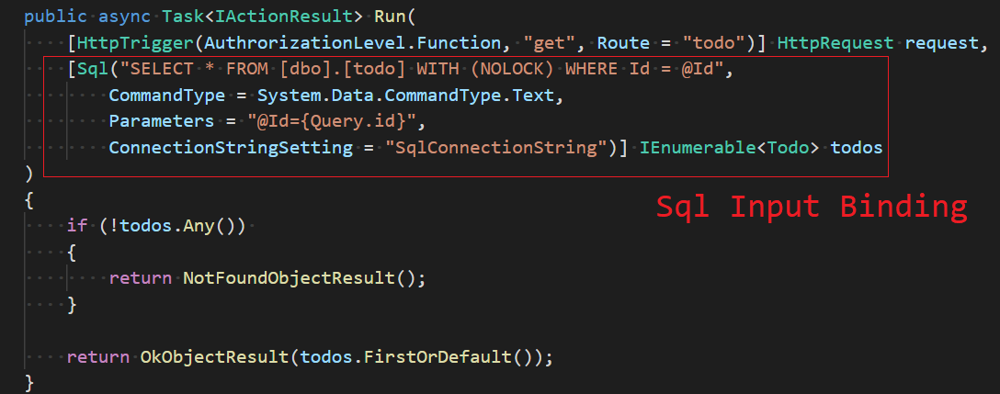 public async Task<IActionResult> Run(
[HttpTrigger(AuthrorizationLevel.Function, "get", Route = "todo")] HttpRequest request,
[Sql("SELECT * FROM [dbo].[todo] WITH (NOLOCK) WHERE Id = @Id",
CommandType = System.Data.CommandType.Text,
Parameters = "@Id={Query.id}",
ConnectionStringSetting = "SqlConnectionString")] IEnumerable<Todo> todos
)
{
Sql Input Binding
if (!todos.Any())
{
return NotFoundObjectResult();
}
return OkObjectResult(todos.FirstOrDefault());
}